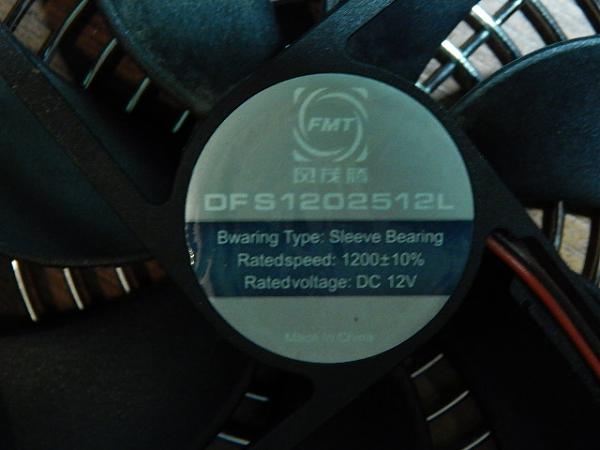 FMT
风茂腾
DFS1202512L
Bwaring Type: Sleeve Bearing
Ratedspeed: 1200±10%
Ratedvoltage: DC 12V
Made In China